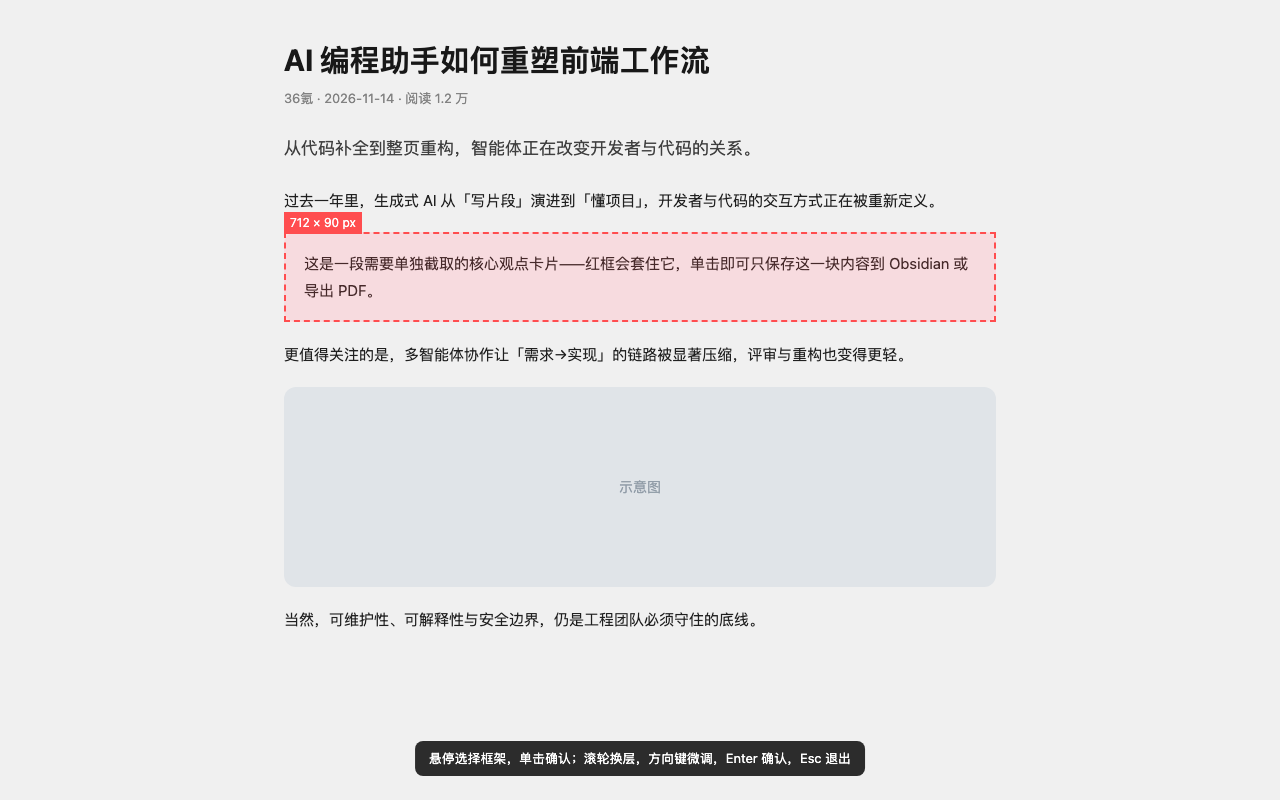 AI 编程助手如何重塑前端工作流
36氪 · 2026-11-14 · 阅读 1.2 万
从代码补全到整页重构，智能体正在改变开发者与代码的关系。
过去一年里，生成式 AI 从「写片段」演进到「懂项目」，开发者与代码的交互方式正在被重新定义。
712 × 90 px
这是一段需要单独截取的核心观点卡片——红框会套住它，单击即可只保存这一块内容到 Obsidian 或
导出 PDF。
更值得关注的是，多智能体协作让「需求→实现」的链路被显著压缩，评审与重构也变得更轻。
示意图
当然，可维护性、可解释性与安全边界，仍是工程团队必须守住的底线。
悬停选择框架，单击确认；滚轮换层，方向键微调，Enter 确认，Esc 退出